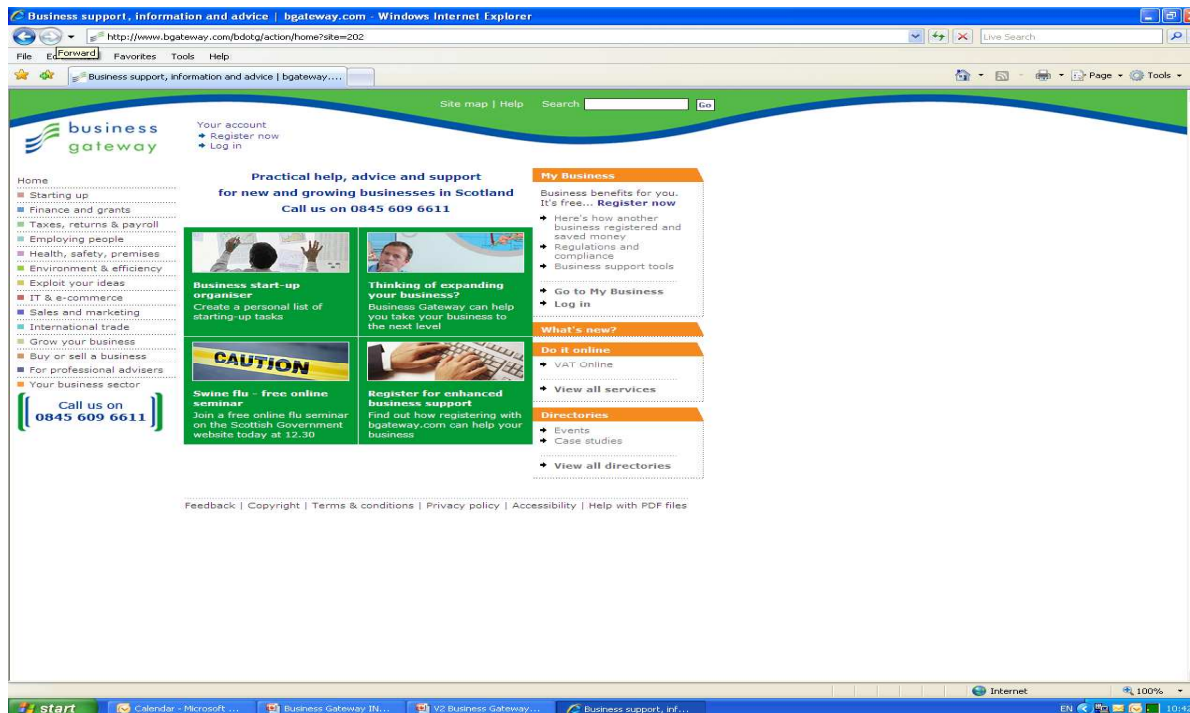 Business support, information and advice | bgateway.com - Windows Internet Explorer
http://www.bgateway.com/bdotg/action/home?site=202
Live Search
File Ed Favorites Tools Help
Forward
Business support, information and advice | bgateway....
Page Tools
Site map | Help Search Go
business
gateway
Your account
Register now
Log in
Home
Starting up
Finance and grants
Taxes, returns & payroll
Employing people
Health, safety, premises
Environment & efficiency
Exploit your ideas
IT & e-commerce
Sales and marketing
International trade
Grow your business
Buy or sell a business
For professional advisers
Your business sector
Call us on
0845 609 6611
Practical help, advice and support
for new and growing businesses in Scotland
Call us on 0845 609 6611
Business start-up
organiser
Create a personal list of
starting-up tasks
Thinking of expanding
your business?
Business Gateway can help
you take your business to
the next level
CAUTION
Swine flu - free online
seminar
Join a free online flu seminar
on the Scottish Government
website today at 12.30
Register for enhanced
business support
Find out how registering with
bgateway.com can help your
business
My Business
Business benefits for you.
It's free... Register now
Here's how another
business registered and
saved money
Regulations and
compliance
Business support tools
Go to My Business
Log in
What's new?
Do it online
VAT Online
View all services
Directories
Events
Case studies
View all directories
Feedback | Copyright | Terms & conditions | Privacy policy | Accessibility | Help with PDF files
Internet 100%
start Calendar - Microsoft ... Business Gateway IN... V2 Business Gateway... Business support, inf... EN 10:42